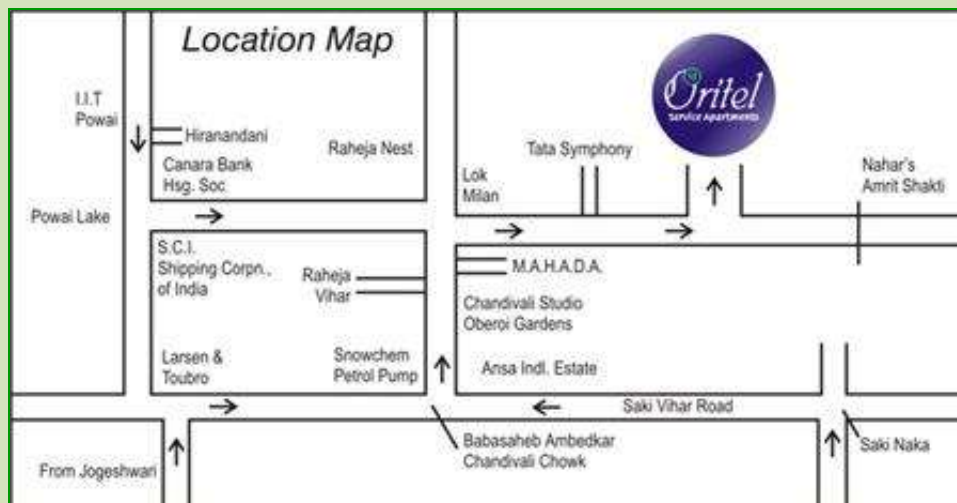 Location Map
Oritel
Service Apartments
I.I.T
Powai
Hiranandani
Canara Bank
Hsg. Soc.
Raheja Nest
Tata Symphony
Lok
Milan
Nahar's
Amrit Shakti
Powai Lake
S.C.I.
Shipping Corpn.,
of India
Raheja
Vihar
M.A.H.A.D.A.
Chandivali Studio
Oberoi Gardens
Larsen &
Toubro
Snowchem
Petrol Pump
Ansa Indl. Estate
Saki Vihar Road
Babasaheb Ambedkar
Chandivali Chowk
Saki Naka
From Jogeshwari